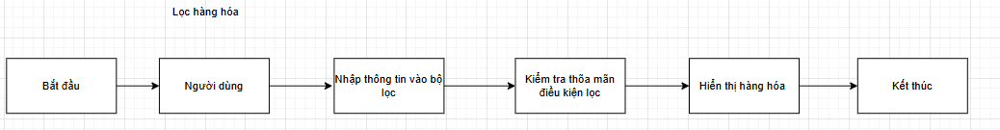 Lọc hàng hóa
Bắt đầu
Người dùng
Nhập thông tin vào bộ
lọc
Kiểm tra thõa mãn
điều kiện lọc
Hiển thị hàng hóa
Kết thúc